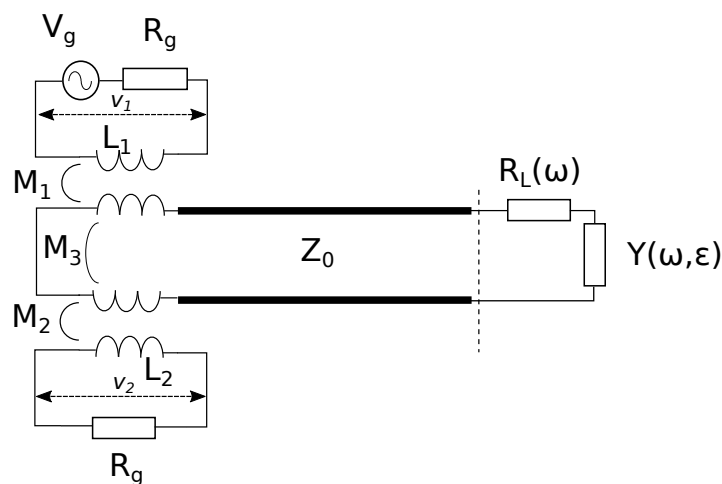 V_g
R_g
v_1
L_1
M_1
R_L(ω)
M_3
Z_0
Y(ω,ε)
M_2
L_2
v_2
R_g